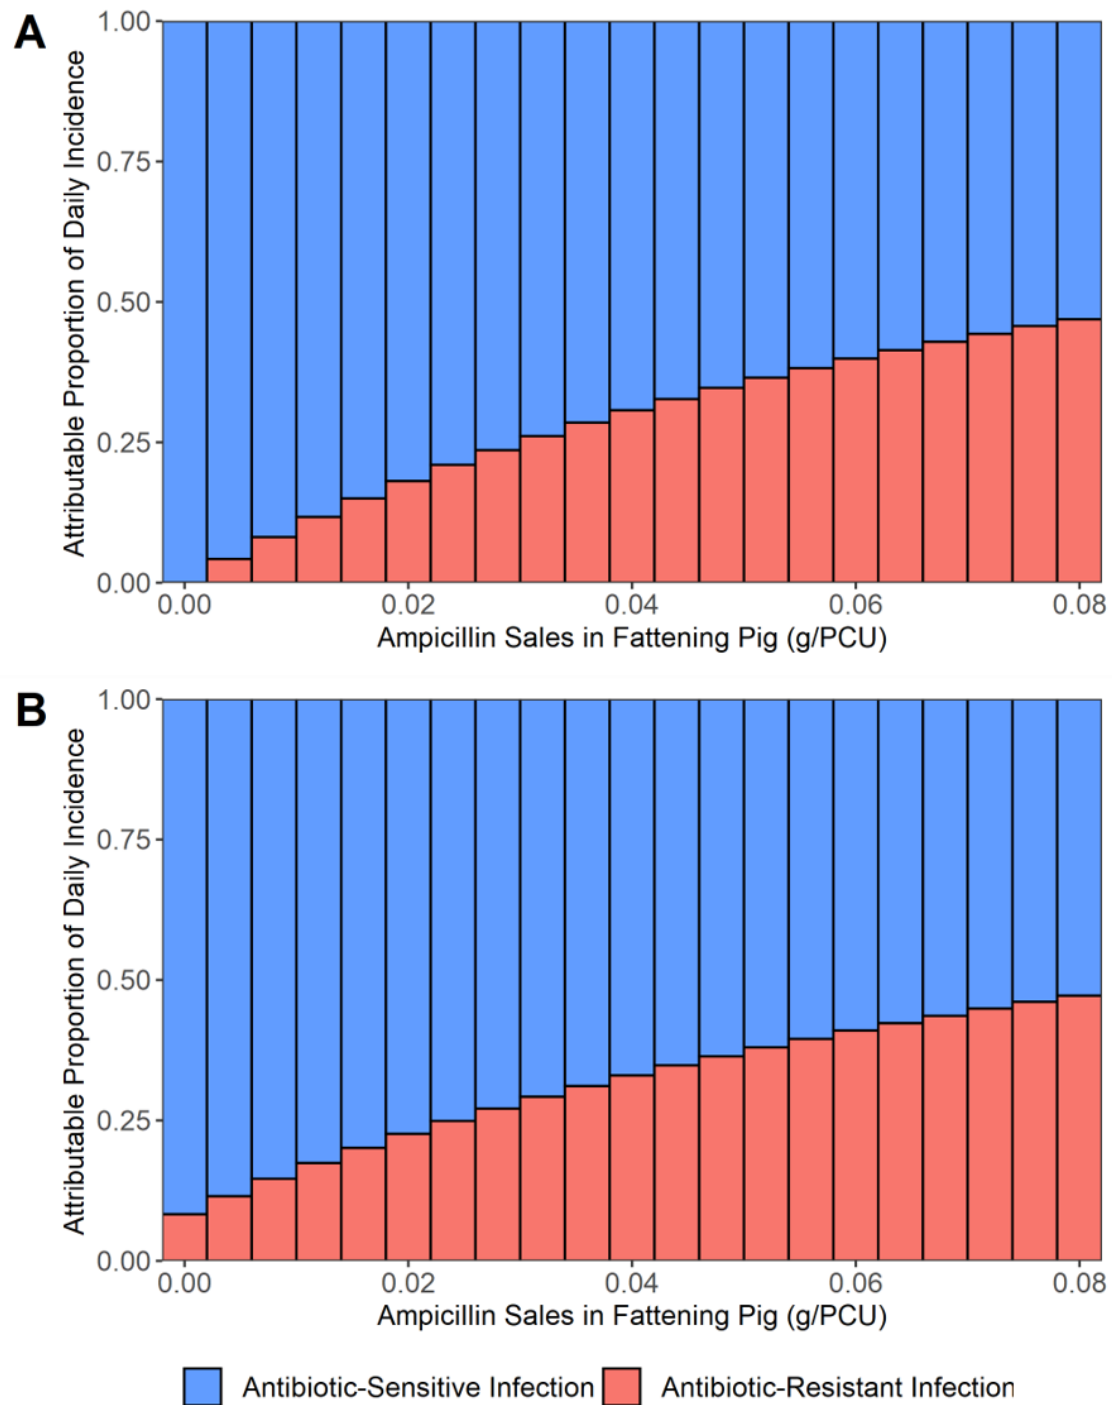 A
Attributable Proportion of Daily Incidence
1.00
0.75
0.50
0.25
0.00
0.00 0.02 0.04 0.06 0.08
Ampicillin Sales in Fattening Pig (g/PCU)
B
Attributable Proportion of Daily Incidence
1.00
0.75
0.50
0.25
0.00
0.00 0.02 0.04 0.06 0.08
Ampicillin Sales in Fattening Pig (g/PCU)
Antibiotic-Sensitive Infection Antibiotic-Resistant Infection